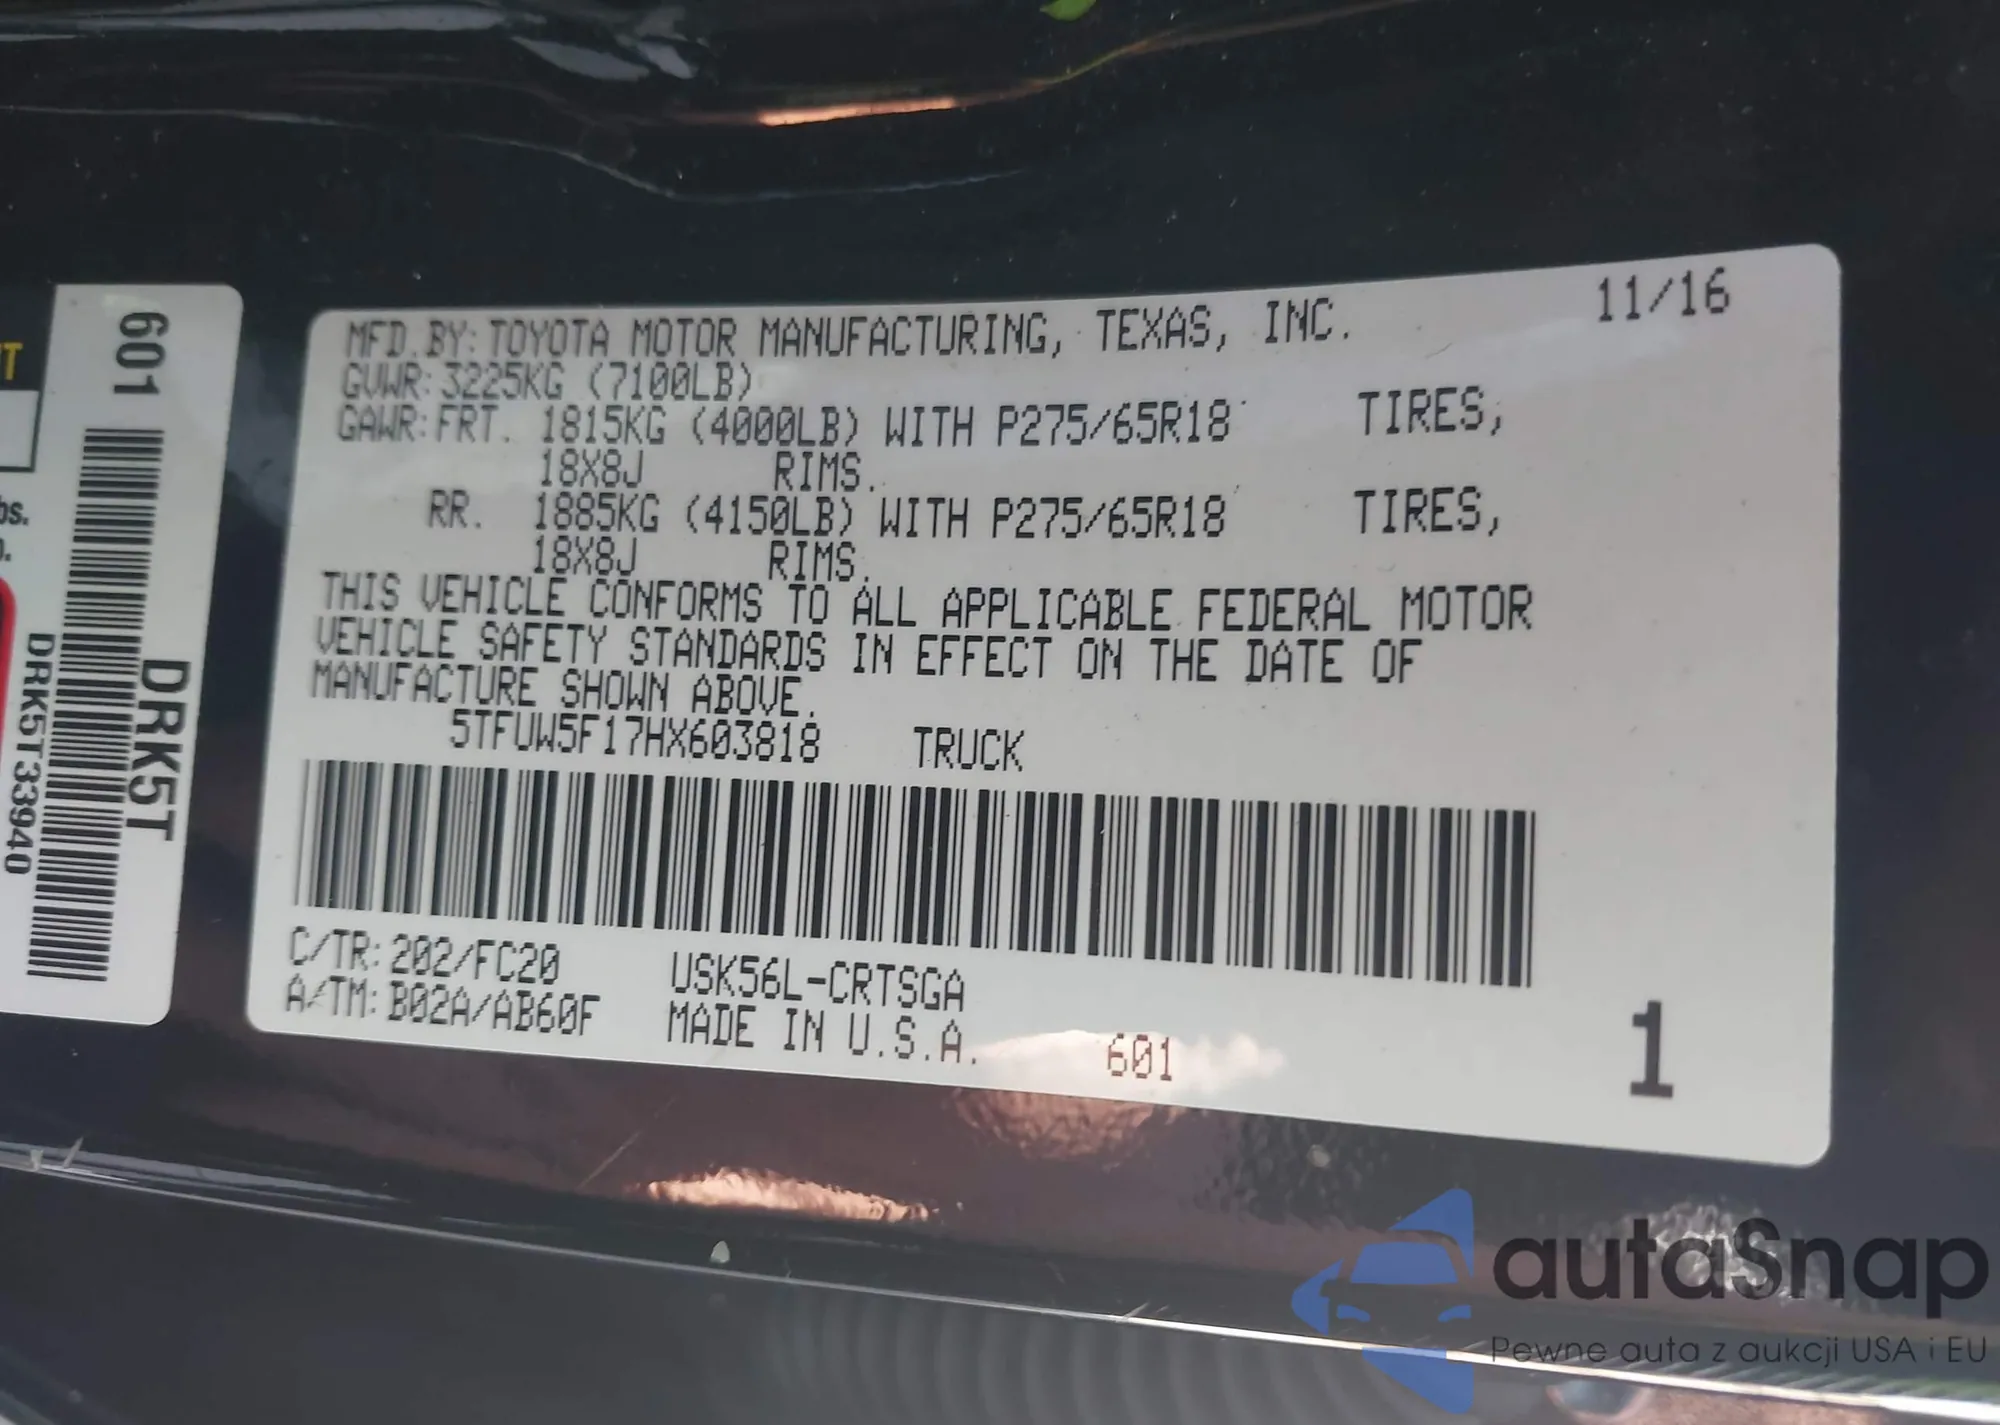 T
bs.
601
DRK5T
DRK5T33940
11/16
MFD.BY: TOYOTA MOTOR MANUFACTURING, TEXAS, INC.
GVWR: 3225KG (7100LB)
GAWR: FRT. 1815KG (4000LB) WITH P275/65R18 TIRES,
18X8J RIMS.
RR. 1885KG (4150LB) WITH P275/65R18 TIRES,
18X8J RIMS.
THIS VEHICLE CONFORMS TO ALL APPLICABLE FEDERAL MOTOR
VEHICLE SAFETY STANDARDS IN EFFECT ON THE DATE OF
MANUFACTURE SHOWN ABOVE.
5TFUW5F17HX603818 TRUCK
C/TR: 202/FC20 USK56L-CRTSGA
A/TM: B02A/AB60F MADE IN U.S.A. 601
1
autaSnap
Pewne auta z aukcji USA i EU